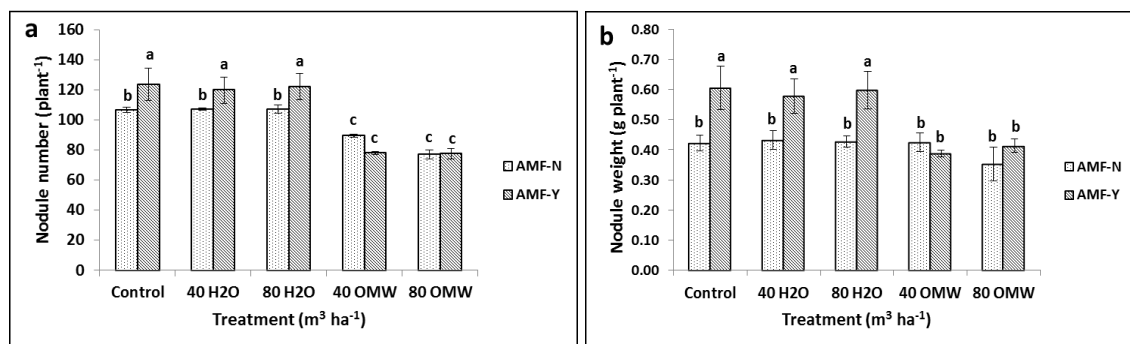 a
Nodule number (plant⁻¹)
160
140
120
100
80
60
40
20
0
b a b a b a c c c c
Control 40 H2O 80 H2O 40 OMW 80 OMW
Treatment (m³ ha⁻¹)
AMF-N
AMF-Y
b
Nodule weight (g plant⁻¹)
0.80
0.70
0.60
0.50
0.40
0.30
0.20
0.10
0.00
b a b a b a b b b b
Control 40 H2O 80 H2O 40 OMW 80 OMW
Treatment (m³ ha⁻¹)
AMF-N
AMF-Y